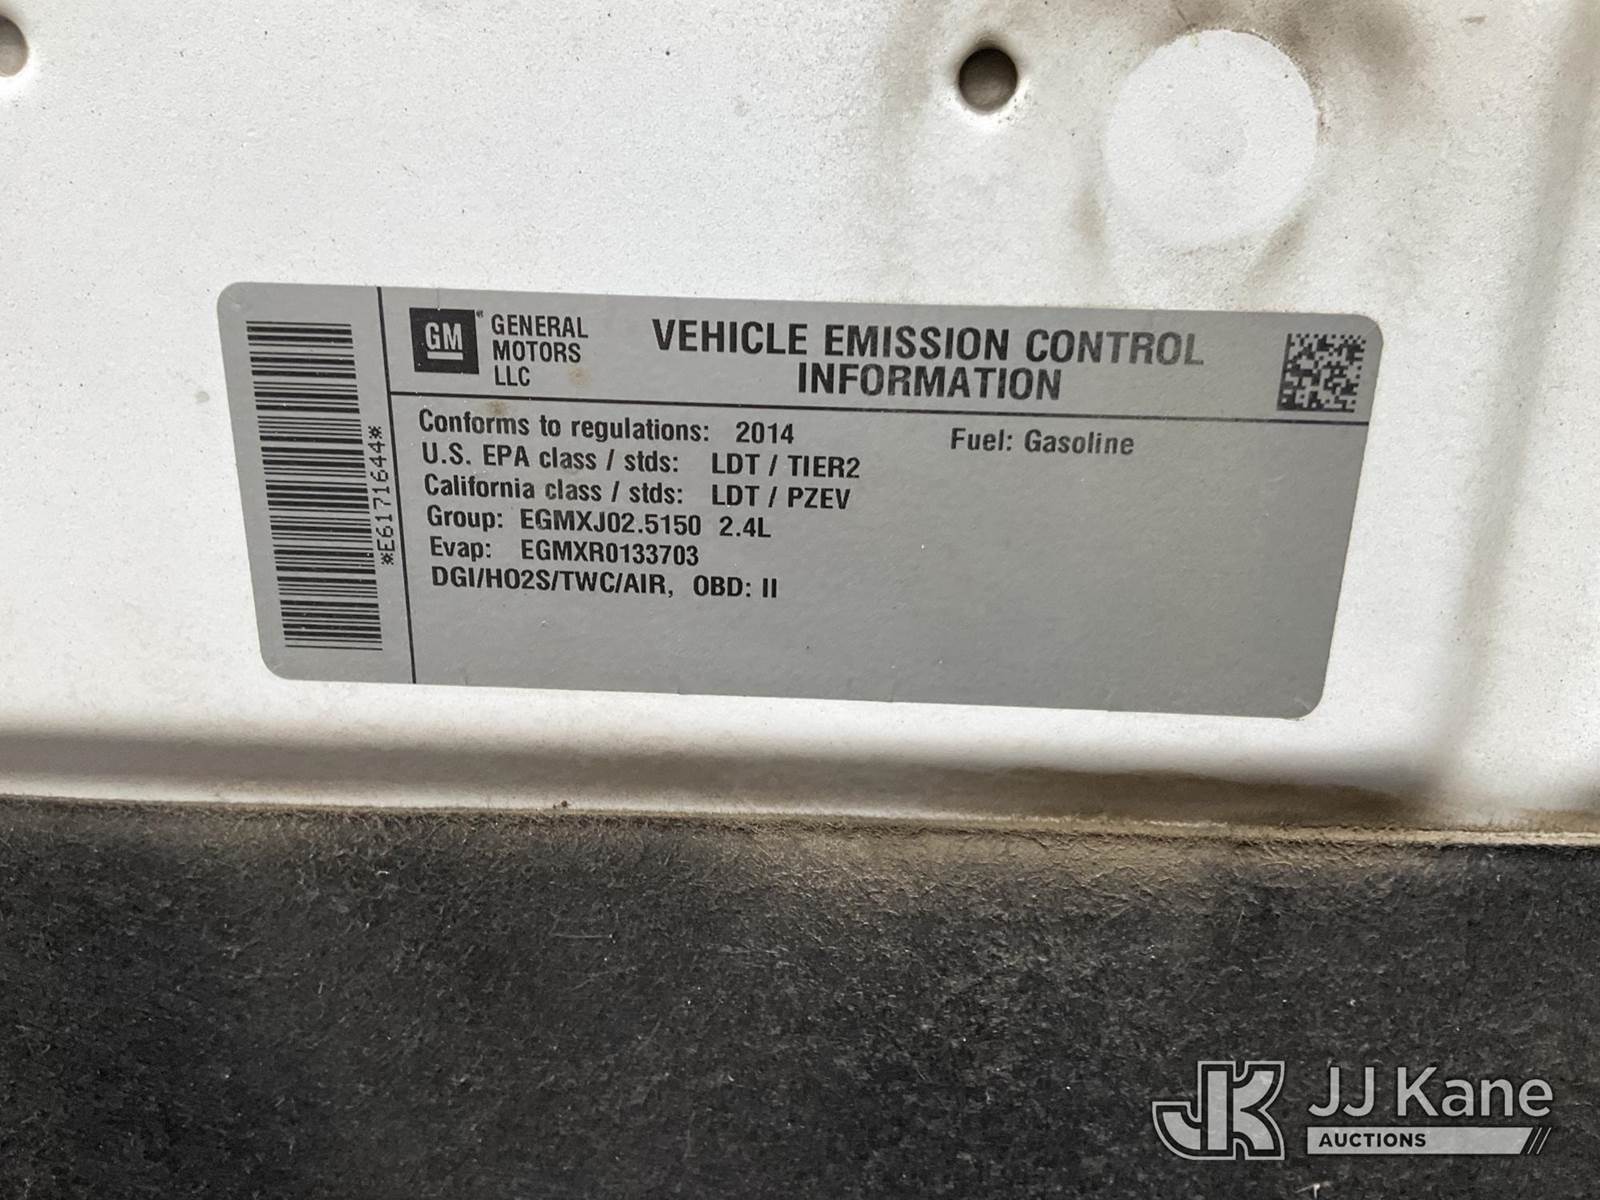 *E6171644*
GM
GENERAL
MOTORS
LLC
VEHICLE EMISSION CONTROL
INFORMATION
Conforms to regulations: 2014
Fuel: Gasoline
U.S. EPA class / stds: LDT / TIER2
California class / stds: LDT / PZEV
Group: EGMXJ02.5150 2.4L
Evap: EGMXR0133703
DGI/HO2S/TWC/AIR, OBD: II
JK
JJ Kane
AUCTIONS